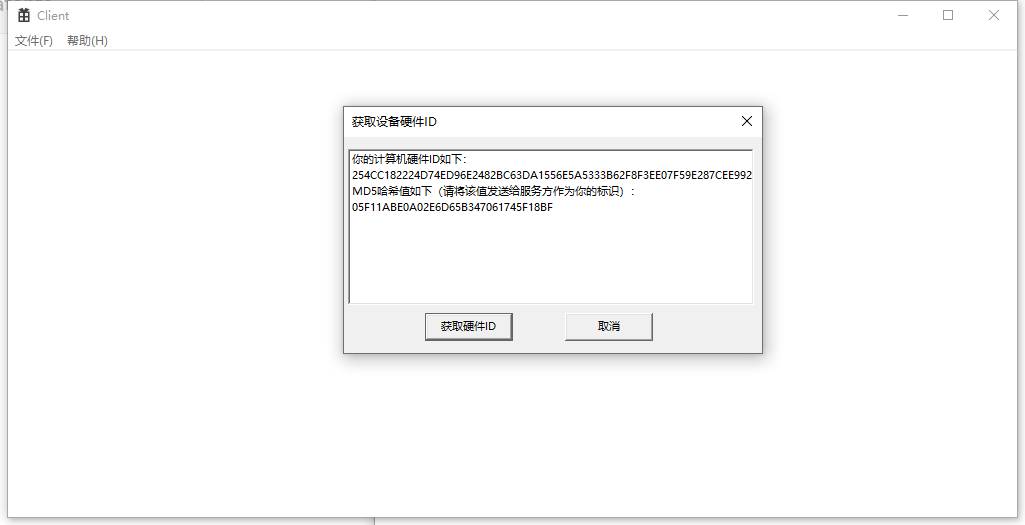 Client
文件(F) 帮助(H)
获取设备硬件ID
你的计算机硬件ID如下：
254CC182224D74ED96E2482BC63DA1556E5A5333B62F8F3EE07F59E287CEE992
MD5哈希值如下（请将该值发送给服务方作为你的标识）：
05F11ABE0A02E6D65B347061745F18BF
获取硬件ID 取消